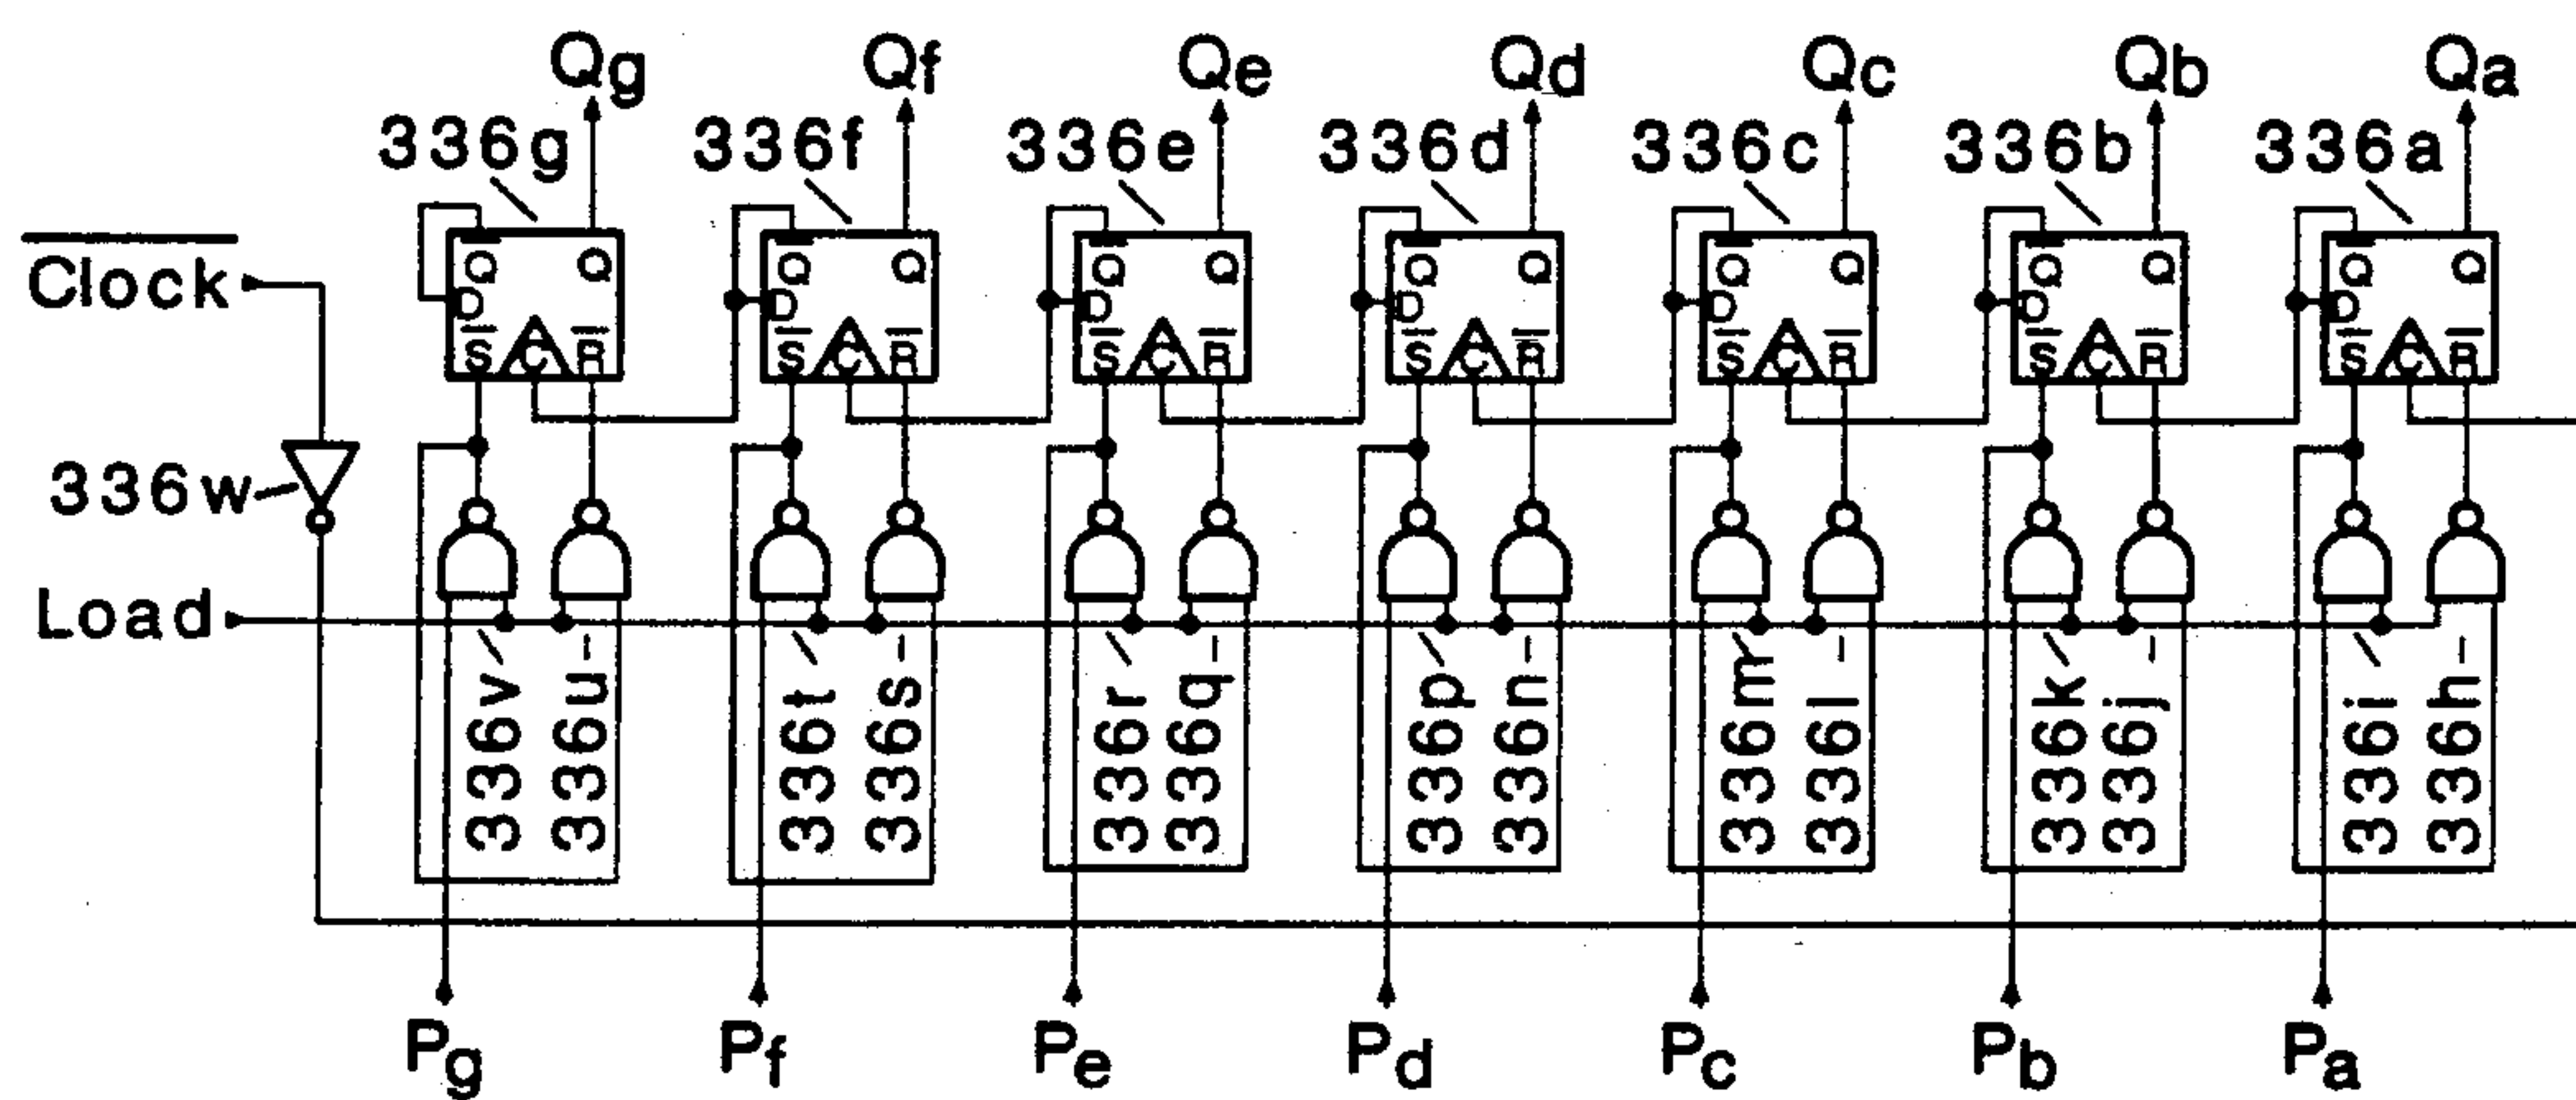 Qg Qf Qe Qd Qc Qb Qa
336g 336f 336e 336d 336c 336b 336a
Clock
Q̅ Q Q̅ Q Q̅ Q Q̅ Q Q̅ Q Q̅ Q Q̅ Q
D D D D D D D
S̅ C R̅ S̅ C R̅ S̅ C R̅ S̅ C R̅ S̅ C R̅ S̅ C R̅ S̅ C R̅
336w
Load
336v 336u 336t 336s 336r 336q 336p 336n 336m 336l 336k 336j 336i 336h
Pg Pf Pe Pd Pc Pb Pa